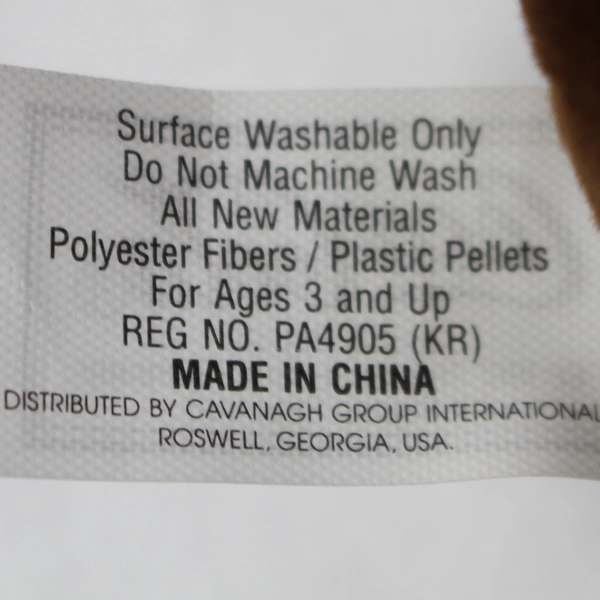 Surface Washable Only
Do Not Machine Wash
All New Materials
Polyester Fibers / Plastic Pellets
For Ages 3 and Up
REG NO. PA4905 (KR)
MADE IN CHINA
DISTRIBUTED BY CAVANAGH GROUP INTERNATIONAL
ROSWELL, GEORGIA, USA.